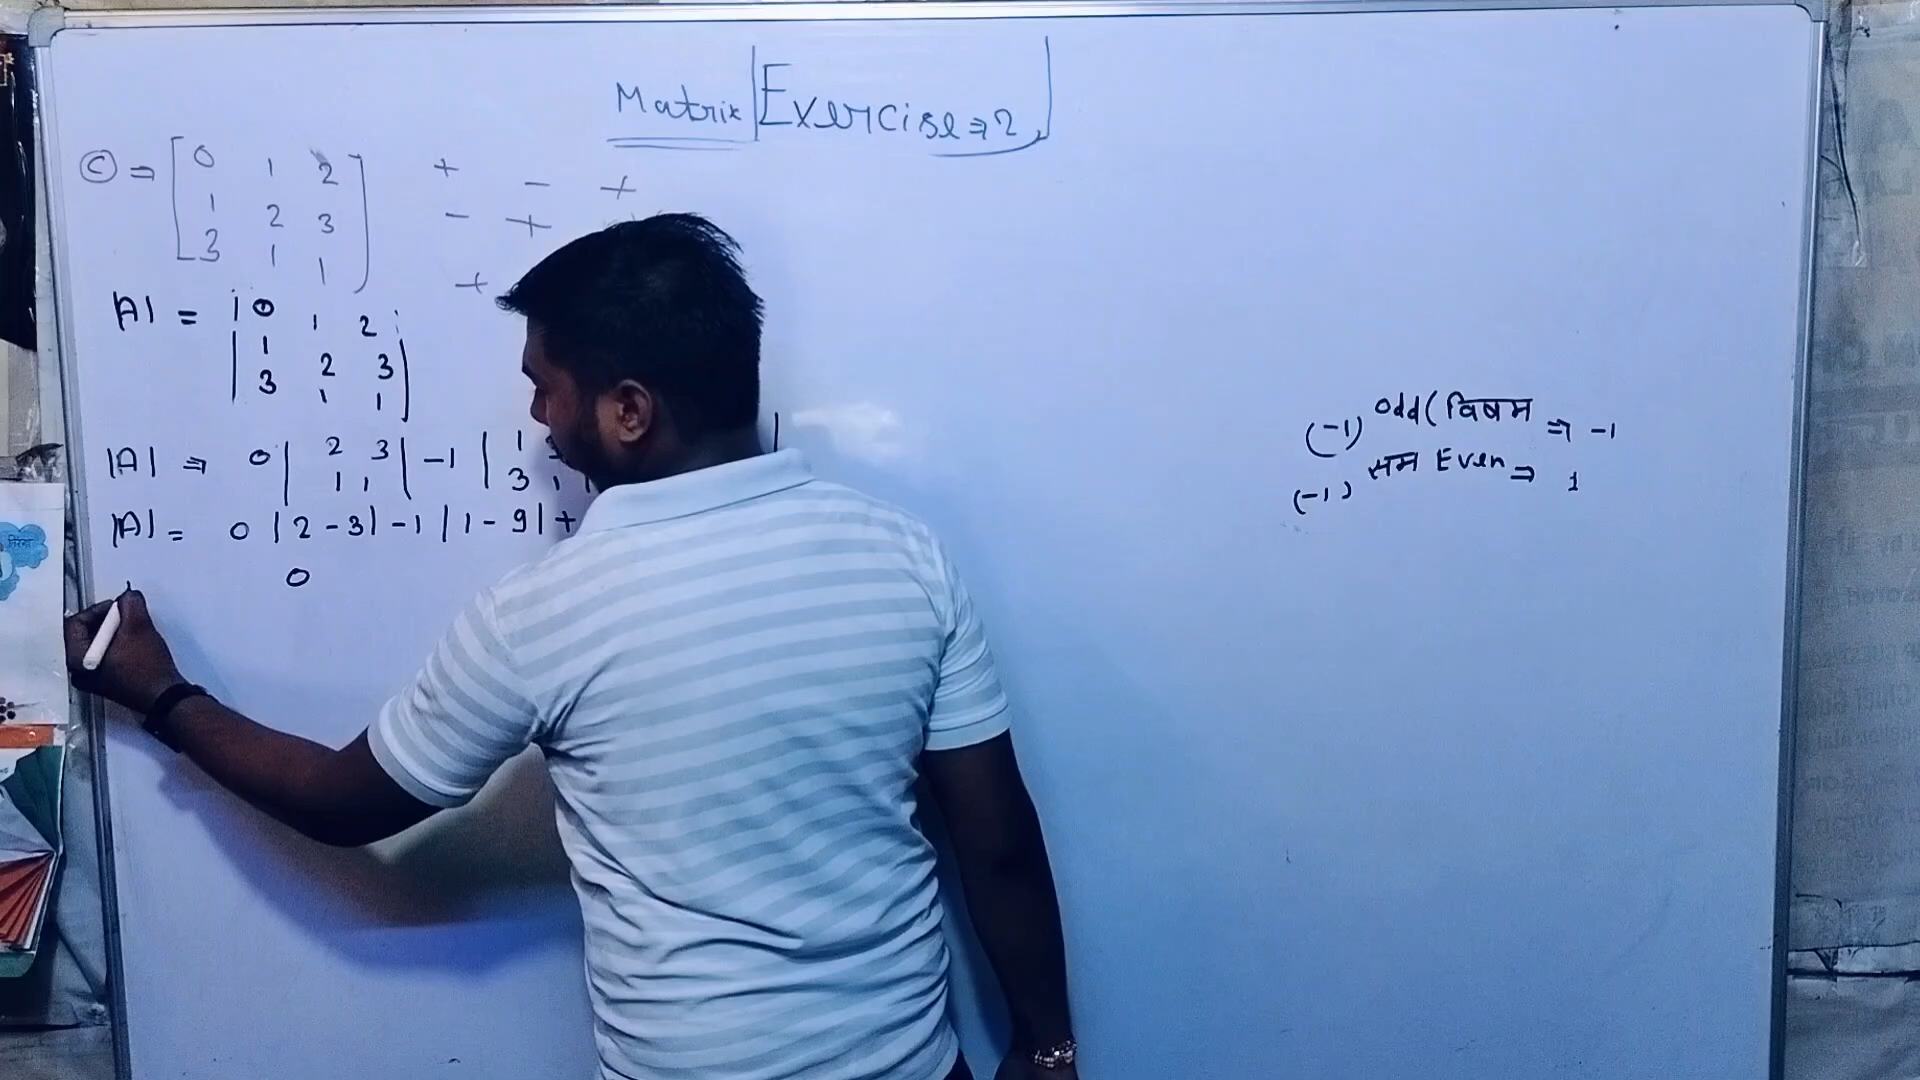 Matrix Exercise ⇒ 2
(C) ⇒ [ 0 1 2
1 2 3
3 1 1 ]
+ - +
- +
+
|A| = | 0 1 2
1 2 3
3 1 1 |
|A| ⇒ 0 | 2 3 | -1 | 1
1 1 3 1
|A| = 0 |2 - 3| - 1 |1 - 9| +
0
(-1) odd (विषम ⇒ -1
(-1) सम Even ⇒ 1